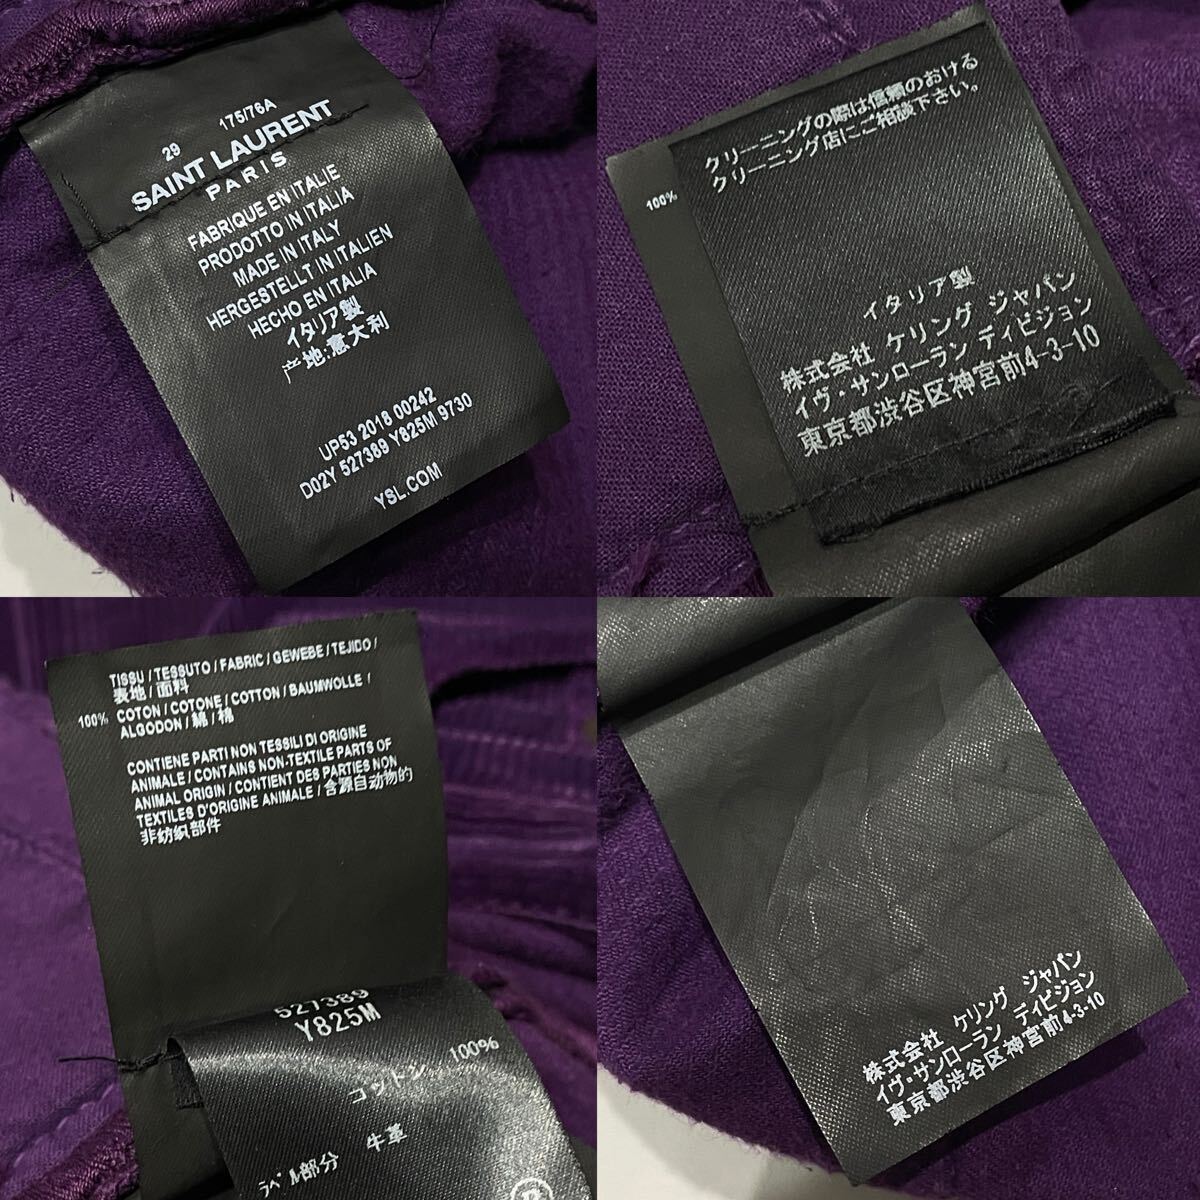 29 175/76A
SAINT LAURENT
PARIS
FABRIQUE EN ITALIE
PRODOTTO IN ITALIA
MADE IN ITALY
HERGESTELLT IN ITALIEN
HECHO EN ITALIA
イタリア製
产地:意大利
UP53 2018 00242
D02Y 527389 Y825M 9730
YSL.COM
クリーニングの際は信頼のおける
クリーニング店にご相談下さい。
100%
イタリア製
株式会社 ケリング ジャパン
イヴ・サンローラン ディビジョン
東京都渋谷区神宮前4-3-10
TISSU / TESSUTO / FABRIC / GEWEBE / TEJIDO /
表地 / 面料
100% COTON / COTONE / COTTON / BAUMWOLLE /
ALGODON / 綿 / 棉
CONTIENE PARTI NON TESSILI DI ORIGINE
ANIMALE / CONTAINS NON-TEXTILE PARTS OF
ANIMAL ORIGIN / CONTIENT DES PARTIES NON
TEXTILES D'ORIGINE ANIMALE / 含源自动物的
非纺织部件
527389
Y825M
100%
コットン
牛革
ラベル部分
株式会社 ケリング ジャパン
イヴ・サンローラン ディビジョン
東京都渋谷区神宮前4-3-10